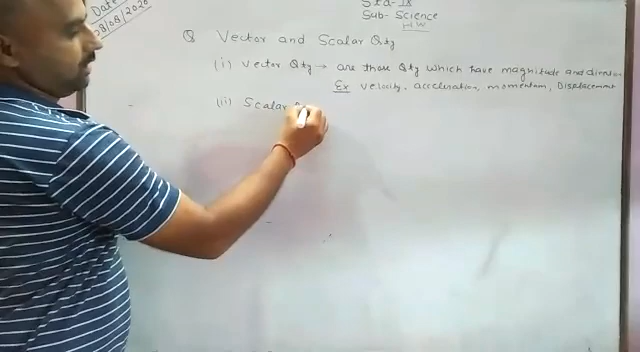 Date
08/08/2020
Std-IX
Sub- Science
H.W
Q Vector and Scalar Qty
(i) Vector Qty → are those Qty which have magnitude and direction
Ex velocity, acceleration, momentum, Displacement
(ii) Scalar